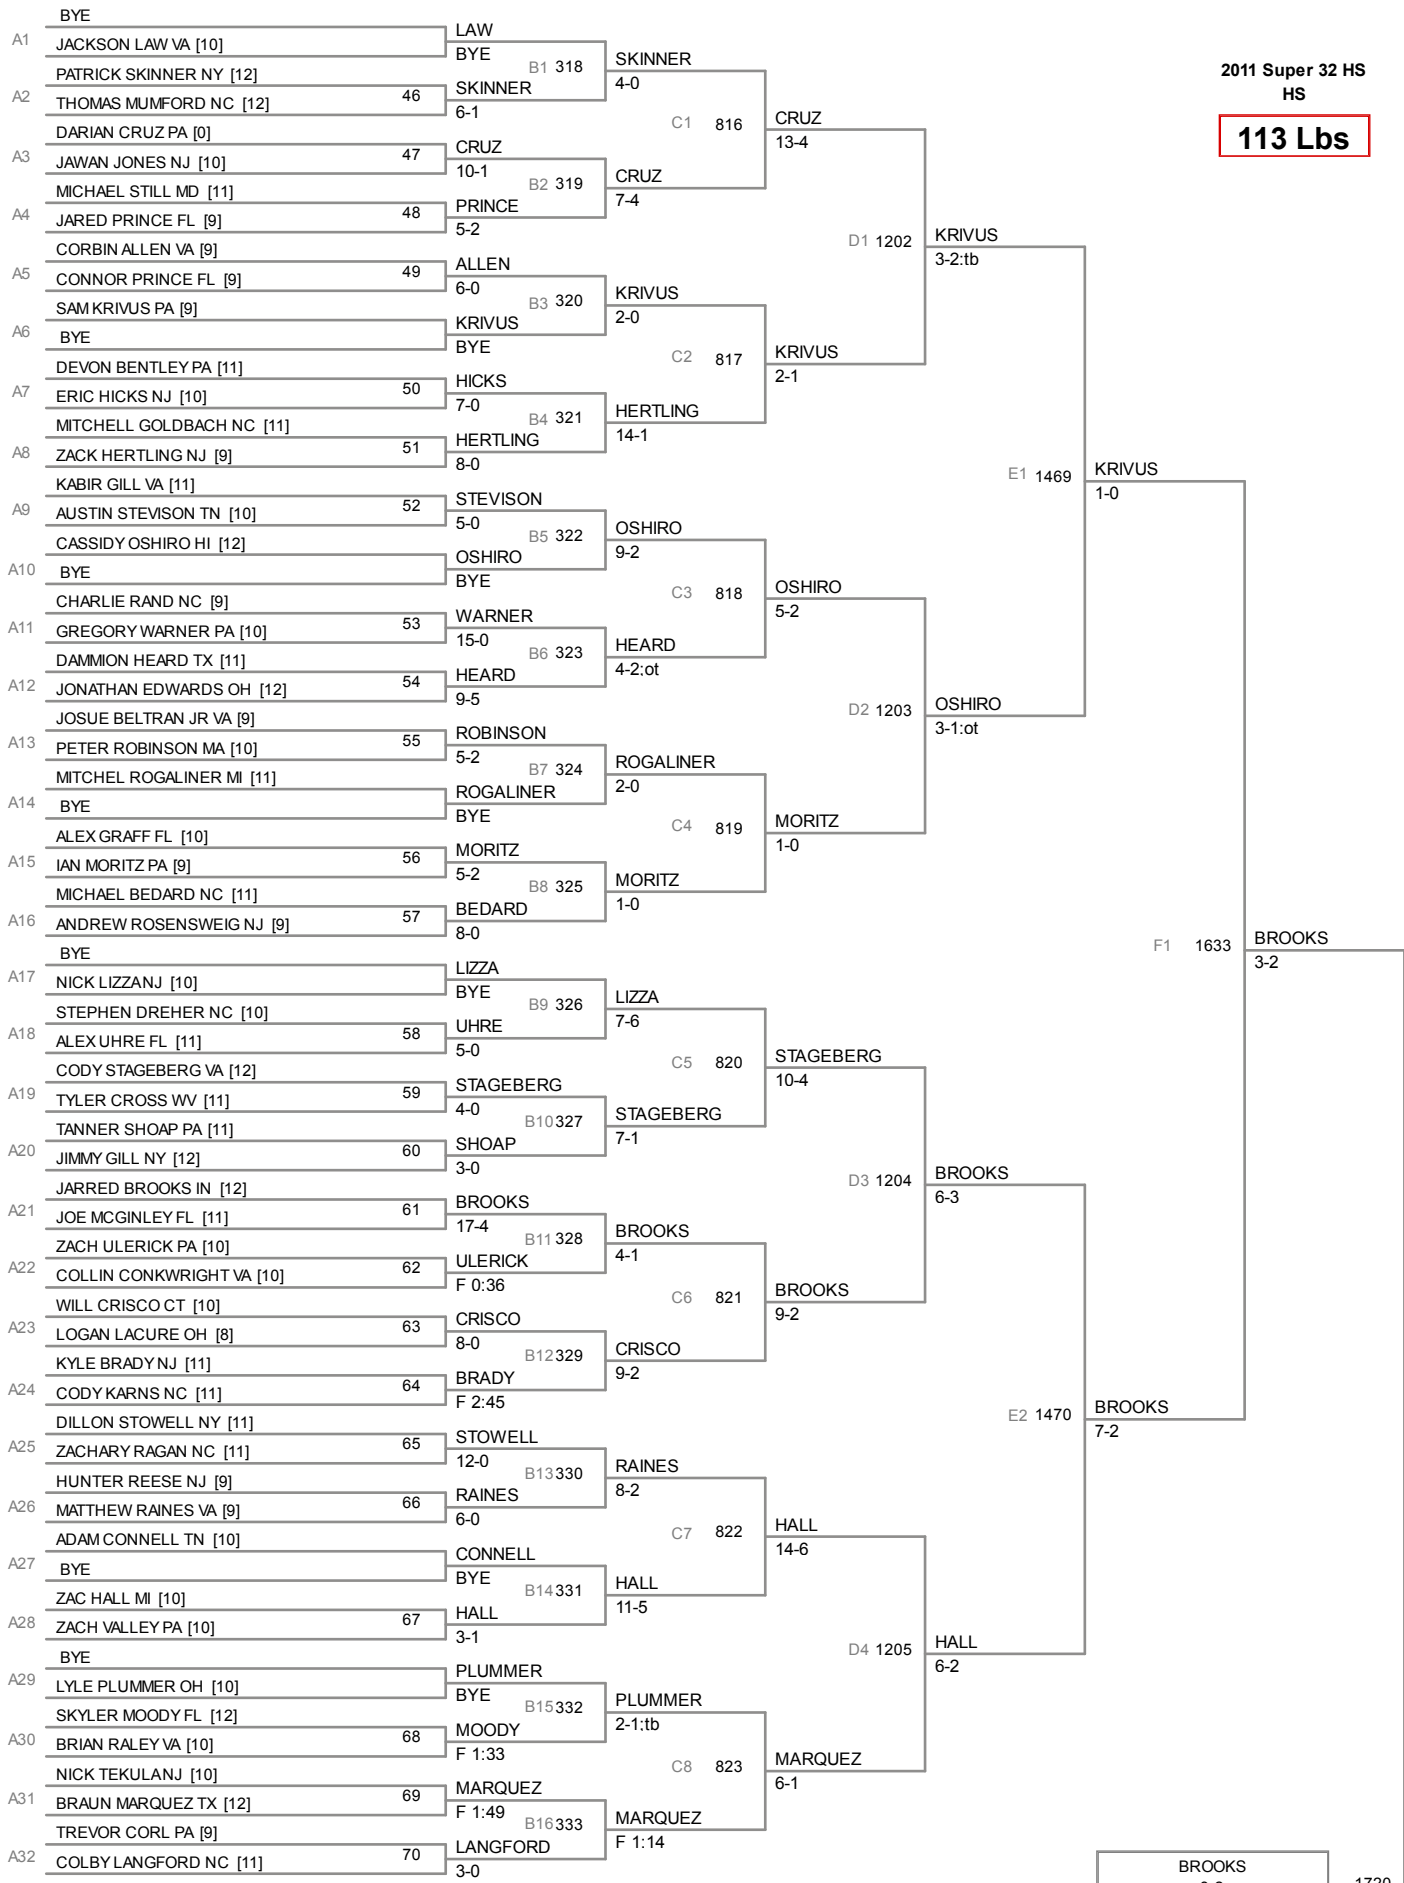 2011 Super 32 HS
HS
113 Lbs
BYE
A1
JACKSON LAW VA [10]
PATRICK SKINNER NY [12]
A2
46
THOMAS MUMFORD NC [12]
DARIAN CRUZ PA [0]
A3
47
JAWAN JONES NJ [10]
MICHAEL STILL MD [11]
A4
48
JARED PRINCE FL [9]
CORBIN ALLEN VA [9]
A5
49
CONNOR PRINCE FL [9]
SAM KRIVUS PA [9]
A6
BYE
DEVON BENTLEY PA [11]
A7
50
ERIC HICKS NJ [10]
MITCHELL GOLDBACH NC [11]
A8
51
ZACK HERTLING NJ [9]
KABIR GILL VA [11]
A9
52
AUSTIN STEVISON TN [10]
CASSIDY OSHIRO HI [12]
A10
BYE
CHARLIE RAND NC [9]
A11
53
GREGORY WARNER PA [10]
DAMMION HEARD TX [11]
A12
54
JONATHAN EDWARDS OH [12]
JOSUE BELTRAN JR VA [9]
A13
55
PETER ROBINSON MA [10]
MITCHEL ROGALINER MI [11]
A14
BYE
ALEX GRAFF FL [10]
A15
56
IAN MORITZ PA [9]
MICHAEL BEDARD NC [11]
A16
57
ANDREW ROSENSWEIG NJ [9]
BYE
A17
NICK LIZZA NJ [10]
STEPHEN DREHER NC [10]
A18
58
ALEX UHRE FL [11]
CODY STAGEBERG VA [12]
A19
59
TYLER CROSS WV [11]
TANNER SHOAP PA [11]
A20
60
JIMMY GILL NY [12]
JARRED BROOKS IN [12]
A21
61
JOE MCGINLEY FL [11]
ZACH ULERICK PA [10]
A22
62
COLLIN CONKWRIGHT VA [10]
WILL CRISCO CT [10]
A23
63
LOGAN LACURE OH [8]
KYLE BRADY NJ [11]
A24
64
CODY KARNS NC [11]
DILLON STOWELL NY [11]
A25
65
ZACHARY RAGAN NC [11]
HUNTER REESE NJ [9]
A26
66
MATTHEW RAINES VA [9]
ADAM CONNELL TN [10]
A27
BYE
ZAC HALL MI [10]
A28
67
ZACH VALLEY PA [10]
BYE
A29
LYLE PLUMMER OH [10]
SKYLER MOODY FL [12]
A30
68
BRIAN RALEY VA [10]
NICK TEKULA NJ [10]
A31
69
BRAUN MARQUEZ TX [12]
TREVOR CORL PA [9]
A32
70
COLBY LANGFORD NC [11]
LAW
BYE
B1 318
SKINNER
6-1
CRUZ
10-1
B2 319
PRINCE
5-2
ALLEN
6-0
B3 320
KRIVUS
BYE
HICKS
7-0
B4 321
HERTLING
8-0
STEVISON
5-0
B5 322
OSHIRO
BYE
WARNER
15-0
B6 323
HEARD
9-5
ROBINSON
5-2
B7 324
ROGALINER
BYE
MORITZ
5-2
B8 325
BEDARD
8-0
LIZZA
BYE
B9 326
UHRE
5-0
STAGEBERG
4-0
B10 327
SHOAP
3-0
BROOKS
17-4
B11 328
ULERICK
F 0:36
CRISCO
8-0
B12 329
BRADY
F 2:45
STOWELL
12-0
B13 330
RAINES
6-0
CONNELL
BYE
B14 331
HALL
3-1
PLUMMER
BYE
B15 332
MOODY
F 1:33
MARQUEZ
F 1:49
B16 333
LANGFORD
3-0
SKINNER
4-0
C1 816
CRUZ
7-4
KRIVUS
2-0
C2 817
HERTLING
14-1
OSHIRO
9-2
C3 818
HEARD
4-2;ot
ROGALINER
2-0
C4 819
MORITZ
1-0
LIZZA
7-6
C5 820
STAGEBERG
7-1
BROOKS
4-1
C6 821
CRISCO
9-2
RAINES
8-2
C7 822
HALL
11-5
PLUMMER
2-1;tb
C8 823
MARQUEZ
F 1:14
CRUZ
13-4
D1 1202
KRIVUS
2-1
OSHIRO
5-2
D2 1203
MORITZ
1-0
STAGEBERG
10-4
D3 1204
BROOKS
9-2
HALL
14-6
D4 1205
MARQUEZ
6-1
KRIVUS
3-2:tb
E1 1469
OSHIRO
3-1:ot
BROOKS
6-3
E2 1470
HALL
6-2
KRIVUS
1-0
F1 1633
BROOKS
7-2
BROOKS
3-2
BROOKS